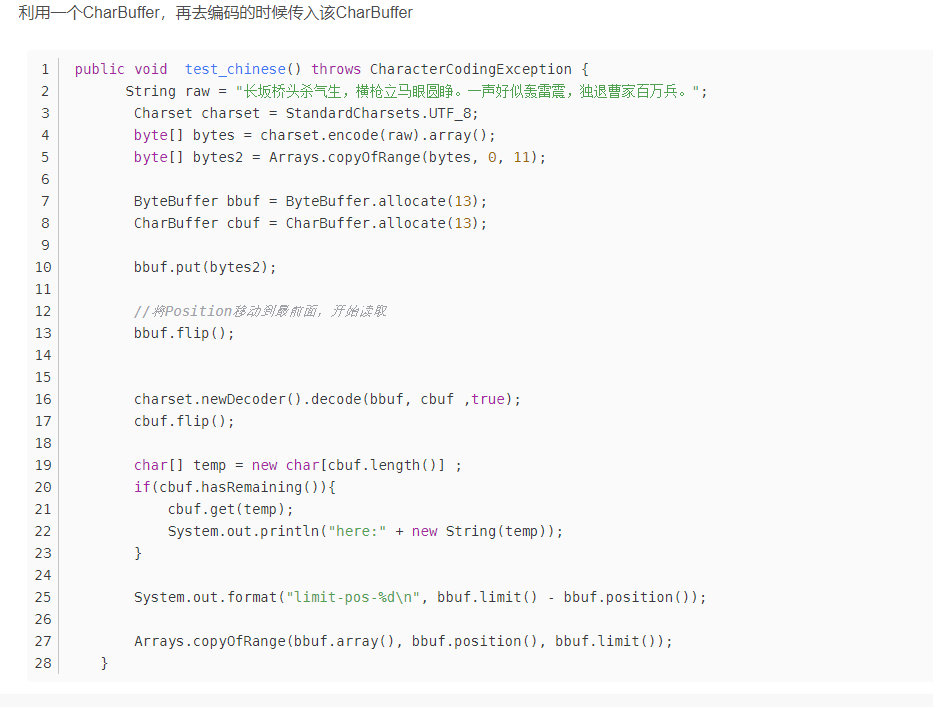 利用一个CharBuffer，再去编码的时候传入该CharBuffer
1 public void  test_chinese() throws CharacterCodingException {
2 String raw = "长坂桥头杀气生，横枪立马眼圆睁。一声好似轰雷震，独退曹家百万兵。";
3 Charset charset = StandardCharsets.UTF_8;
4 byte[] bytes = charset.encode(raw).array();
5 byte[] bytes2 = Arrays.copyOfRange(bytes, 0, 11);
6
7 ByteBuffer bbuf = ByteBuffer.allocate(13);
8 CharBuffer cbuf = CharBuffer.allocate(13);
9
10 bbuf.put(bytes2);
11
12 //将Position移动到最前面，开始读取
13 bbuf.flip();
14
15
16 charset.newDecoder().decode(bbuf, cbuf ,true);
17 cbuf.flip();
18
19 char[] temp = new char[cbuf.length()] ;
20 if(cbuf.hasRemaining()){
21 cbuf.get(temp);
22 System.out.println("here:" + new String(temp));
23 }
24
25 System.out.format("limit-pos-%d\n", bbuf.limit() - bbuf.position());
26
27 Arrays.copyOfRange(bbuf.array(), bbuf.position(), bbuf.limit());
28 }